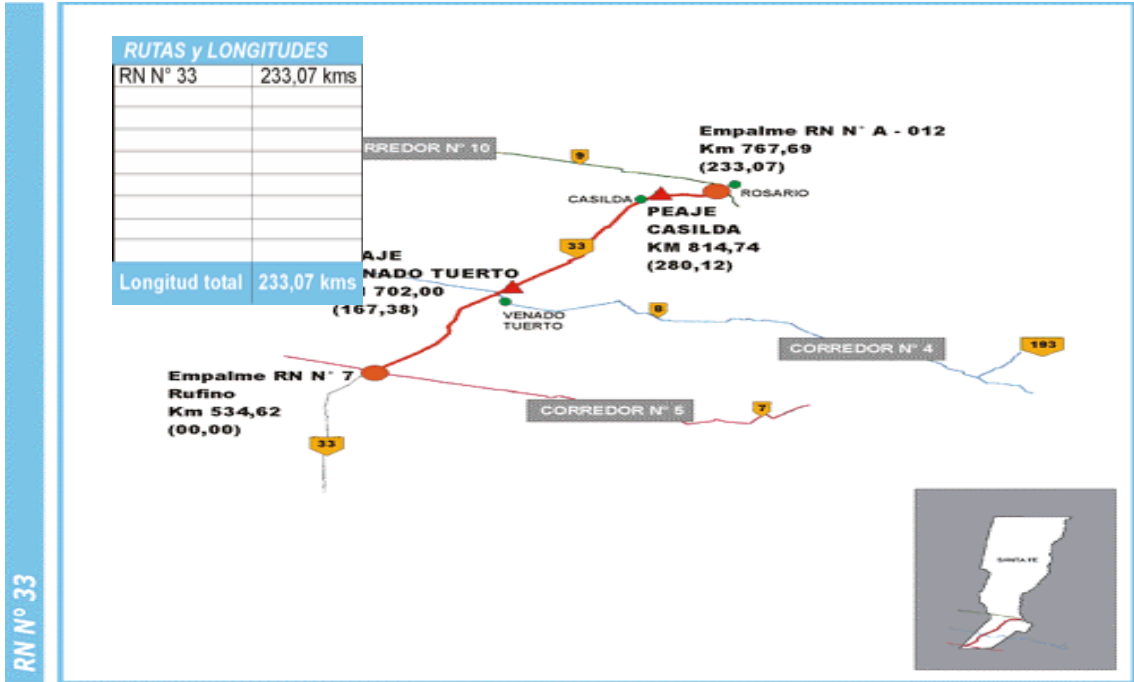 RN Nº 33
RUTAS y LONGITUDES
RN N° 33 233,07 kms
Longitud total 233,07 kms
RREDOR N° 10
9
Empalme RN N° A - 012
Km 767,69
(233,07)
ROSARIO
CASILDA
PEAJE
CASILDA
KM 814,74
(280,12)
33
AJE
NADO TUERTO
702,00
(167,38)
VENADO
TUERTO
8
CORREDOR N° 4
193
Empalme RN N° 7
Rufino
Km 534,62
(00,00)
CORREDOR N° 5
7
33
SANTA FE